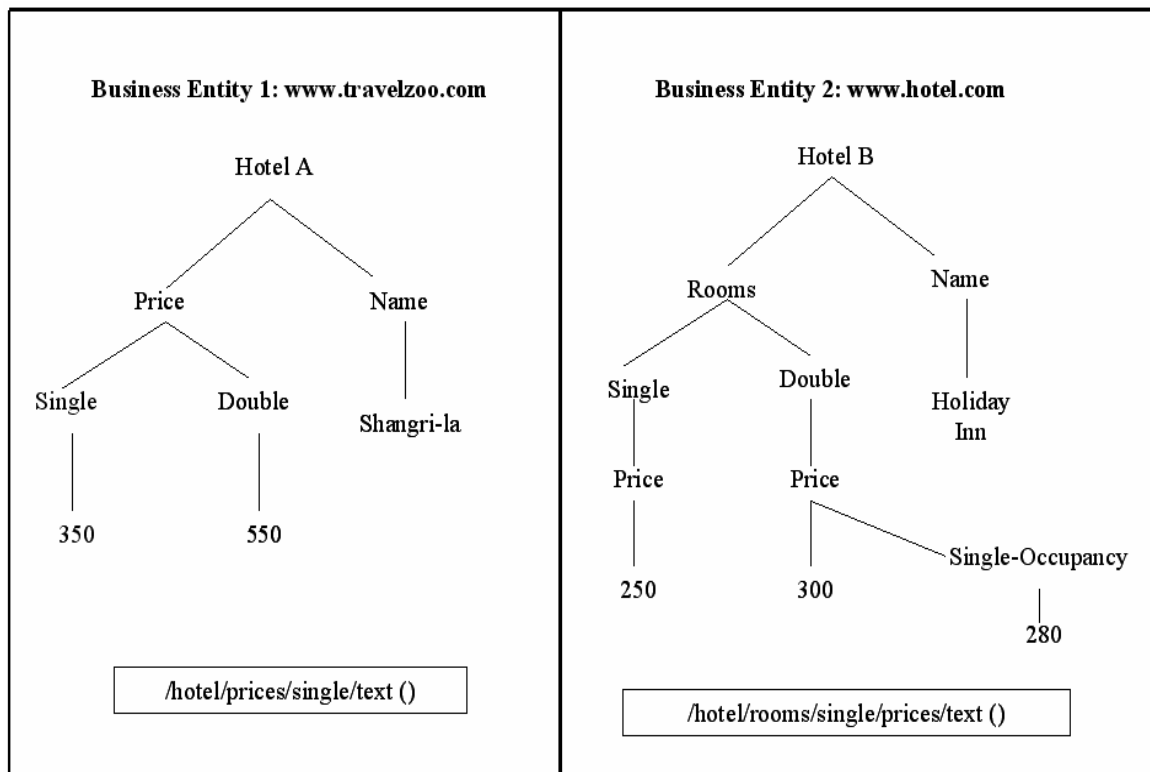 Business Entity 1: www.travelzoo.com
Hotel A
Price
Name
Single
Double
Shangri-la
350
550
/hotel/prices/single/text ()
Business Entity 2: www.hotel.com
Hotel B
Rooms
Name
Single
Double
Holiday
Inn
Price
Price
Single-Occupancy
250
300
280
/hotel/rooms/single/prices/text ()